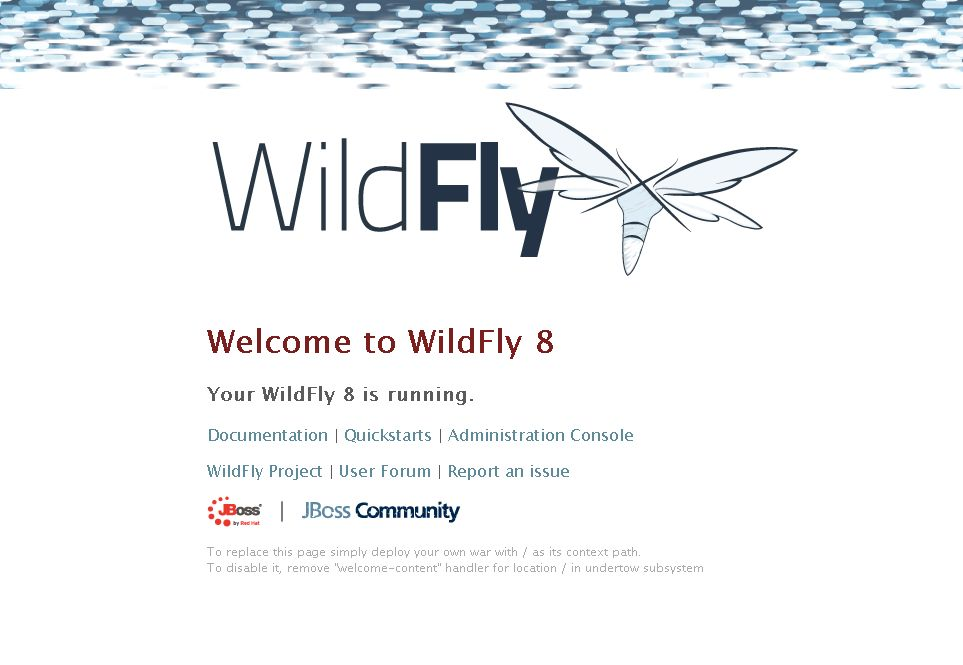 WildFly
Welcome to WildFly 8
Your WildFly 8 is running.
Documentation | Quickstarts | Administration Console
WildFly Project | User Forum | Report an issue
JBoss by Red Hat | JBoss Community
To replace this page simply deploy your own war with / as its context path.
To disable it, remove "welcome-content" handler for location / in undertow subsystem